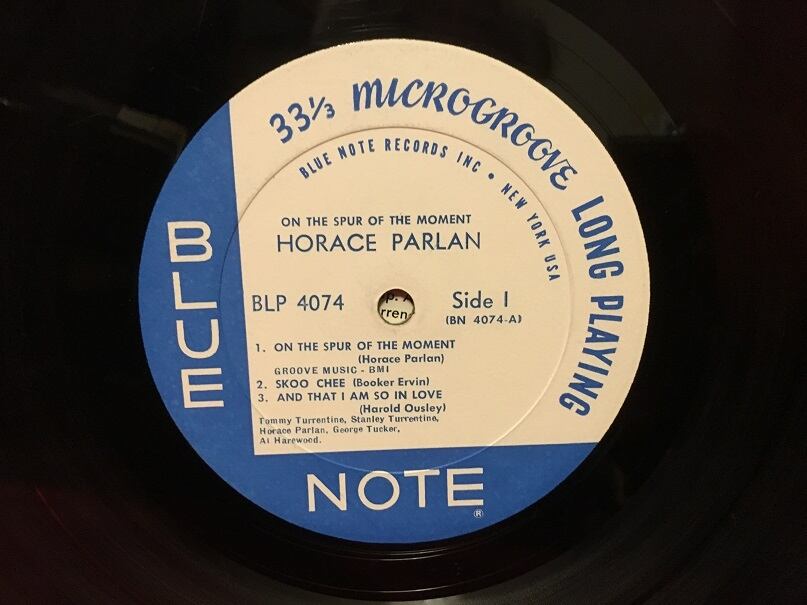 33⅓ MICROGROOVE LONG PLAYING
BLUE NOTE RECORDS INC • NEW YORK USA
ON THE SPUR OF THE MOMENT
HORACE PARLAN
BLP 4074
Side 1
(BN 4074-A)
1. ON THE SPUR OF THE MOMENT
(Horace Parlan)
GROOVE MUSIC - BMI
2. SKOO CHEE (Booker Ervin)
3. AND THAT I AM SO IN LOVE
(Harold Ousley)
Tommy Turrentine, Stanley Turrentine,
Horace Parlan, George Tucker,
Al Harewood.
BLUE
NOTE
®
rren